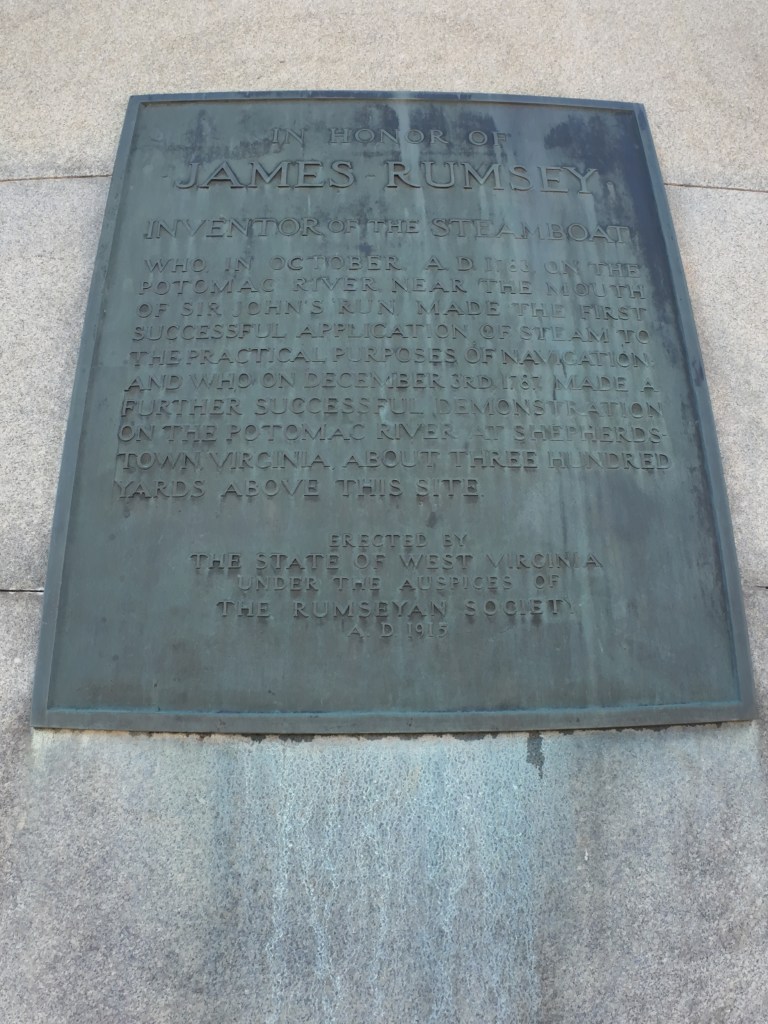 IN HONOR OF
JAMES RUMSEY
INVENTOR OF THE STEAMBOAT
WHO, IN OCTOBER, A.D. 1783, ON THE
POTOMAC RIVER NEAR THE MOUTH
OF SIR JOHN'S RUN MADE THE FIRST
SUCCESSFUL APPLICATION OF STEAM TO
THE PRACTICAL PURPOSES OF NAVIGATION
AND WHO ON DECEMBER 3RD, 1787, MADE A
FURTHER SUCCESSFUL DEMONSTRATION
ON THE POTOMAC RIVER AT SHEPHERDS-
TOWN, VIRGINIA, ABOUT THREE HUNDRED
YARDS ABOVE THIS SITE.
ERECTED BY
THE STATE OF WEST VIRGINIA
UNDER THE AUSPICES OF
THE RUMSEYAN SOCIETY
A.D. 1915